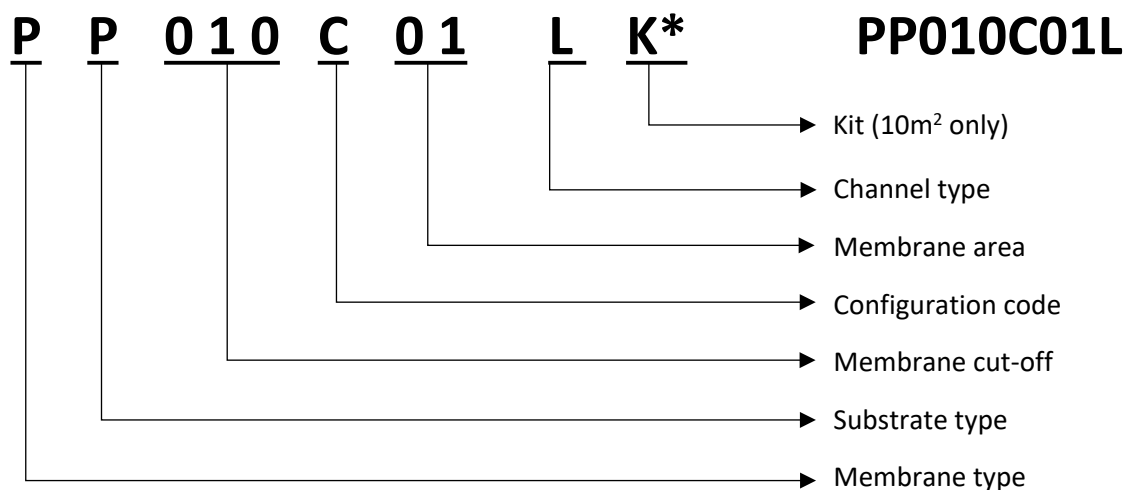 P P 0 1 0 C 0 1 L K* PP010C01L
Kit (10m² only)
Channel type
Membrane area
Configuration code
Membrane cut-off
Substrate type
Membrane type